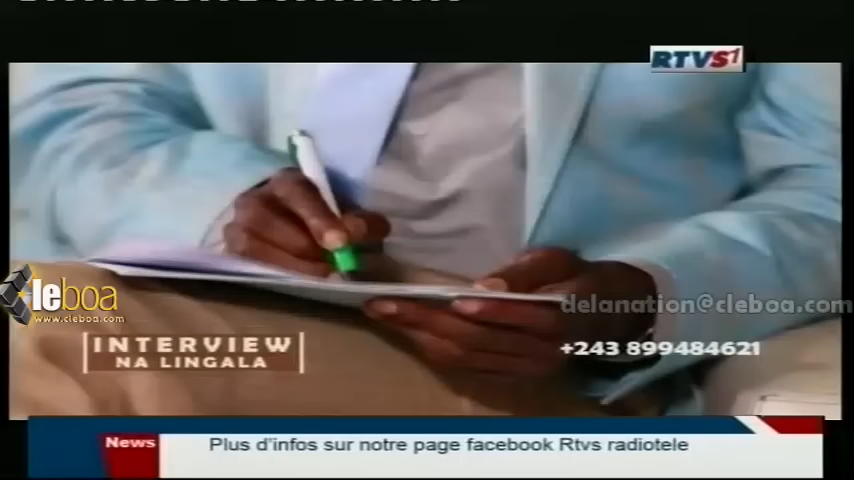 RTVS1
leboa
www.cleboa.com
delanation@cleboa.com
INTERVIEW
NA LINGALA
+243 899484621
News
Plus d'infos sur notre page facebook Rtvs radiotele